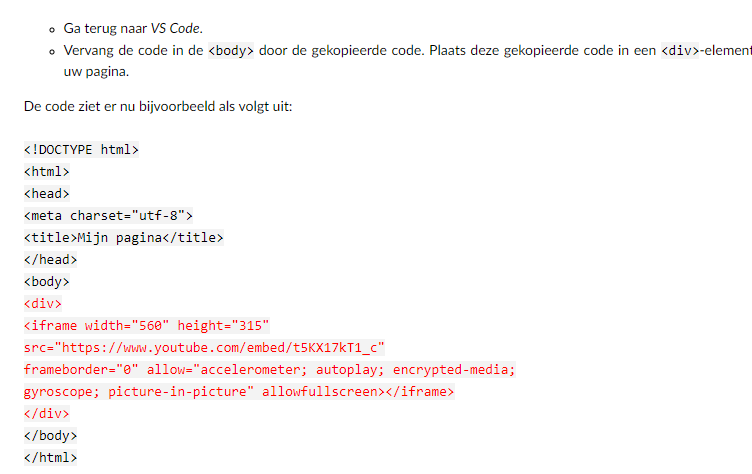 Ga terug naar VS Code.
Vervang de code in de <body> door de gekopieerde code. Plaats deze gekopieerde code in een <div>-element
uw pagina.
De code ziet er nu bijvoorbeeld als volgt uit:
<!DOCTYPE html>
<html>
<head>
<meta charset="utf-8">
<title>Mijn pagina</title>
</head>
<body>
<div>
<iframe width="560" height="315"
src="https://www.youtube.com/embed/t5KX17kT1_c"
frameborder="0" allow="accelerometer; autoplay; encrypted-media;
gyroscope; picture-in-picture" allowfullscreen></iframe>
</div>
</body>
</html>